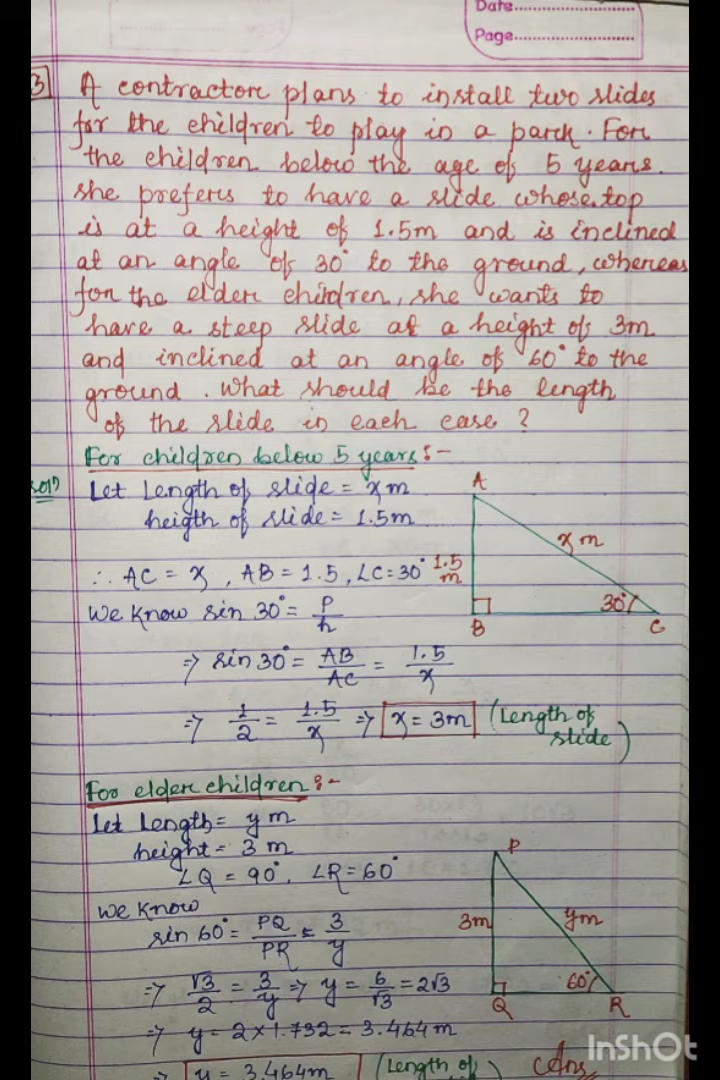 Date.....................
Page.....................
3 A contractore plans to install two slides
for the children to play in a park. For
the children below the age of 5 years.
she prefers to have a slide whose top
is at a height of 1.5m and is inclined
at an angle of 30° to the ground, whereas
for the elder children, she wants to
have a steep slide at a height of 3m
and inclined at an angle of 60° to the
ground. What should be the length
of the slide in each case ?
For children below 5 years :-
Solⁿ Let Length of slide = x m
heigth of slide = 1.5m
∴ AC = x, AB = 1.5, ∠C = 30°
We Know sin 30° = P/h
⇒ sin 30° = AB/AC = 1.5/x
⇒ 1/2 = 1.5/x ⇒ x = 3m (Length of slide)
A
x m
1.5 m
30°
B
C
For elder children :-
Let Length = y m
height = 3 m
∠Q = 90°, ∠R = 60°
We Know
sin 60° = PQ/PR = 3/y
⇒ √3/2 = 3/y ⇒ y = 6/√3 = 2√3
⇒ y = 2 × 1.732 = 3.464 m
⇒ y = 3.464m (Length of
Ans
P
3m
ym
60°
Q
R
InShOt